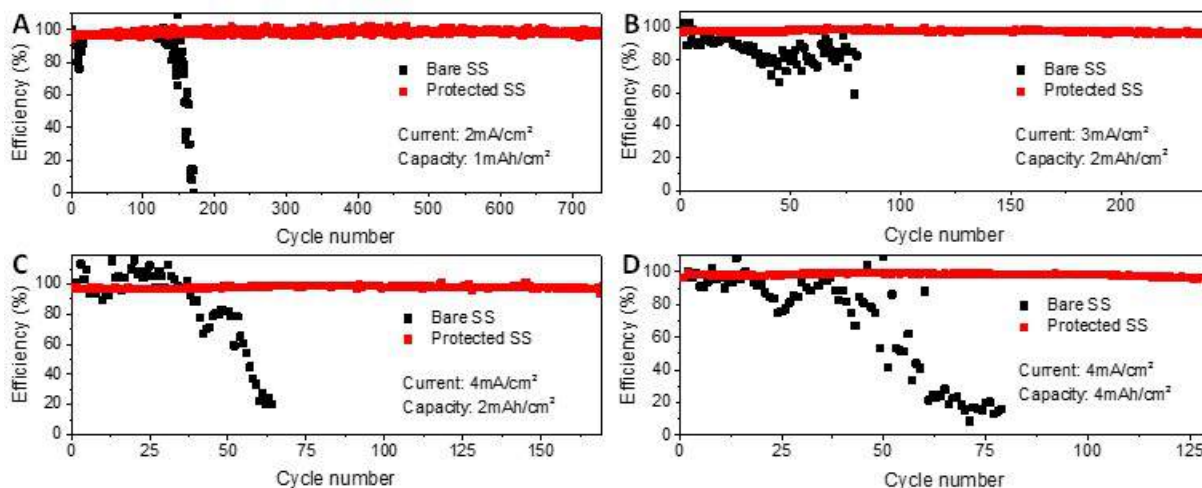 A
Efficiency (%)
100
80
60
40
20
0
Bare SS
Protected SS
Current: 2mA/cm²
Capacity: 1mAh/cm²
0 100 200 300 400 500 600 700
Cycle number
B
Efficiency (%)
100
80
60
40
20
0
Bare SS
Protected SS
Current: 3mA/cm²
Capacity: 2mAh/cm²
0 50 100 150 200
Cycle number
C
Efficiency (%)
100
80
60
40
20
0
Bare SS
Protected SS
Current: 4mA/cm²
Capacity: 2mAh/cm²
0 25 50 75 100 125 150
Cycle number
D
Efficiency (%)
100
80
60
40
20
0
Bare SS
Protected SS
Current: 4mA/cm²
Capacity: 4mAh/cm²
0 25 50 75 100 125
Cycle number